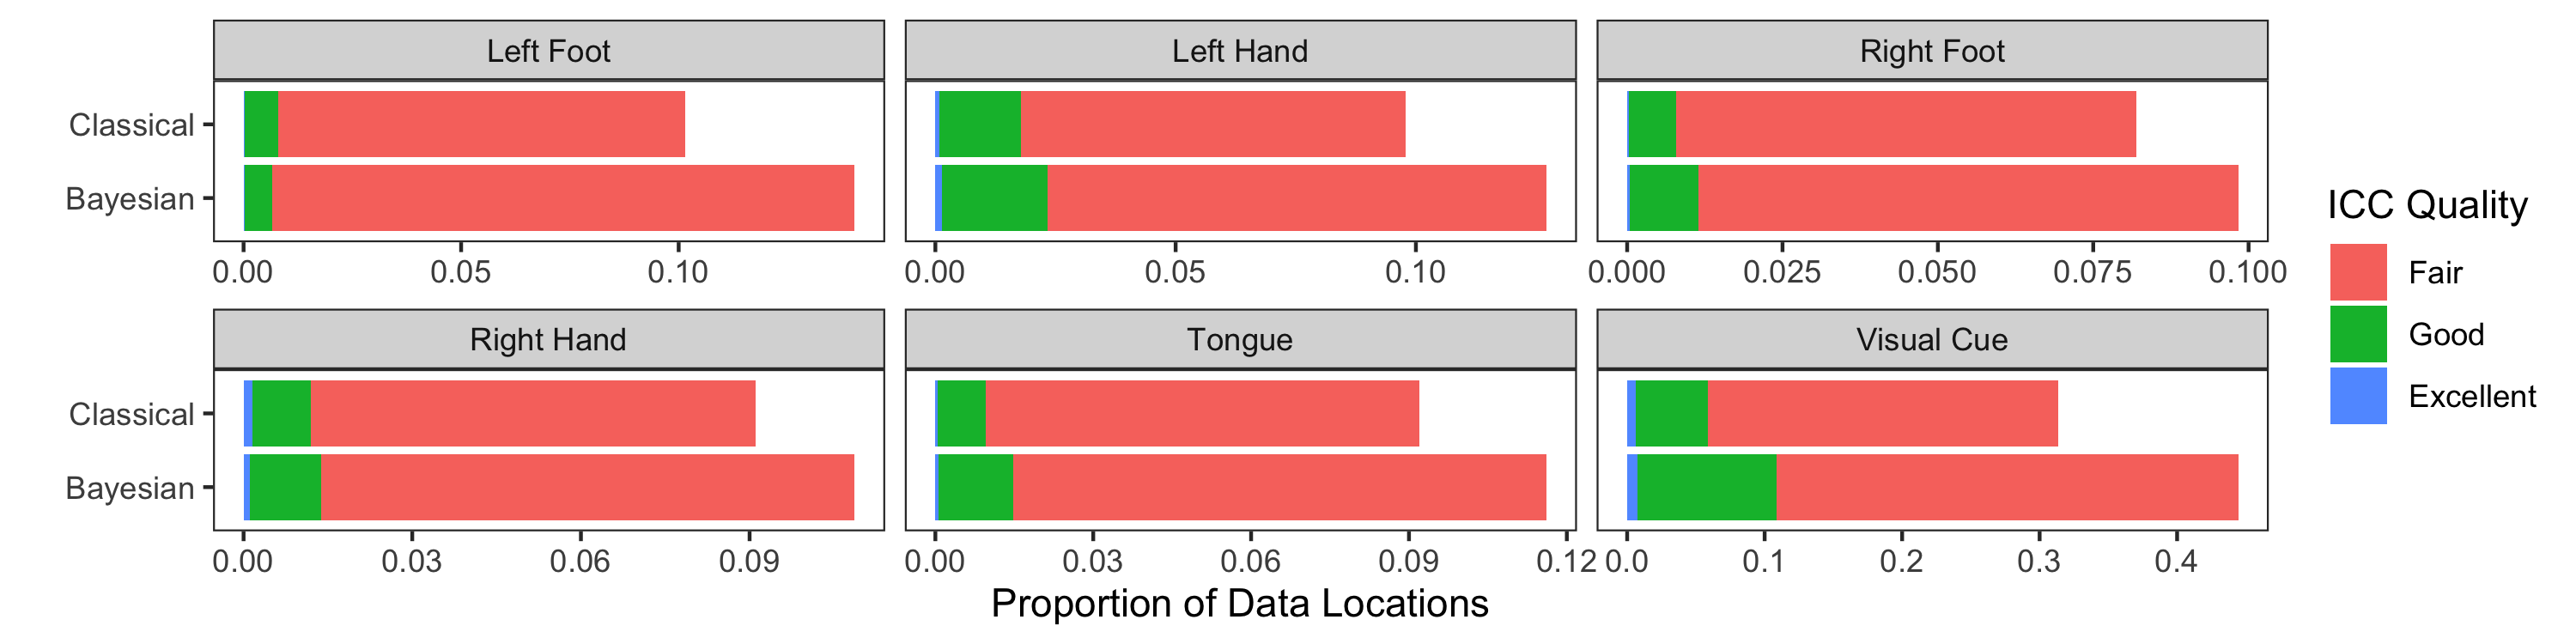 Left Foot
Left Hand
Right Foot
Classical
Bayesian
0.00 0.05 0.10
0.00 0.05 0.10
0.000 0.025 0.050 0.075 0.100
Right Hand
Tongue
Visual Cue
Classical
Bayesian
0.00 0.03 0.06 0.09
0.00 0.03 0.06 0.09 0.12
0.0 0.1 0.2 0.3 0.4
Proportion of Data Locations
ICC Quality
Fair
Good
Excellent